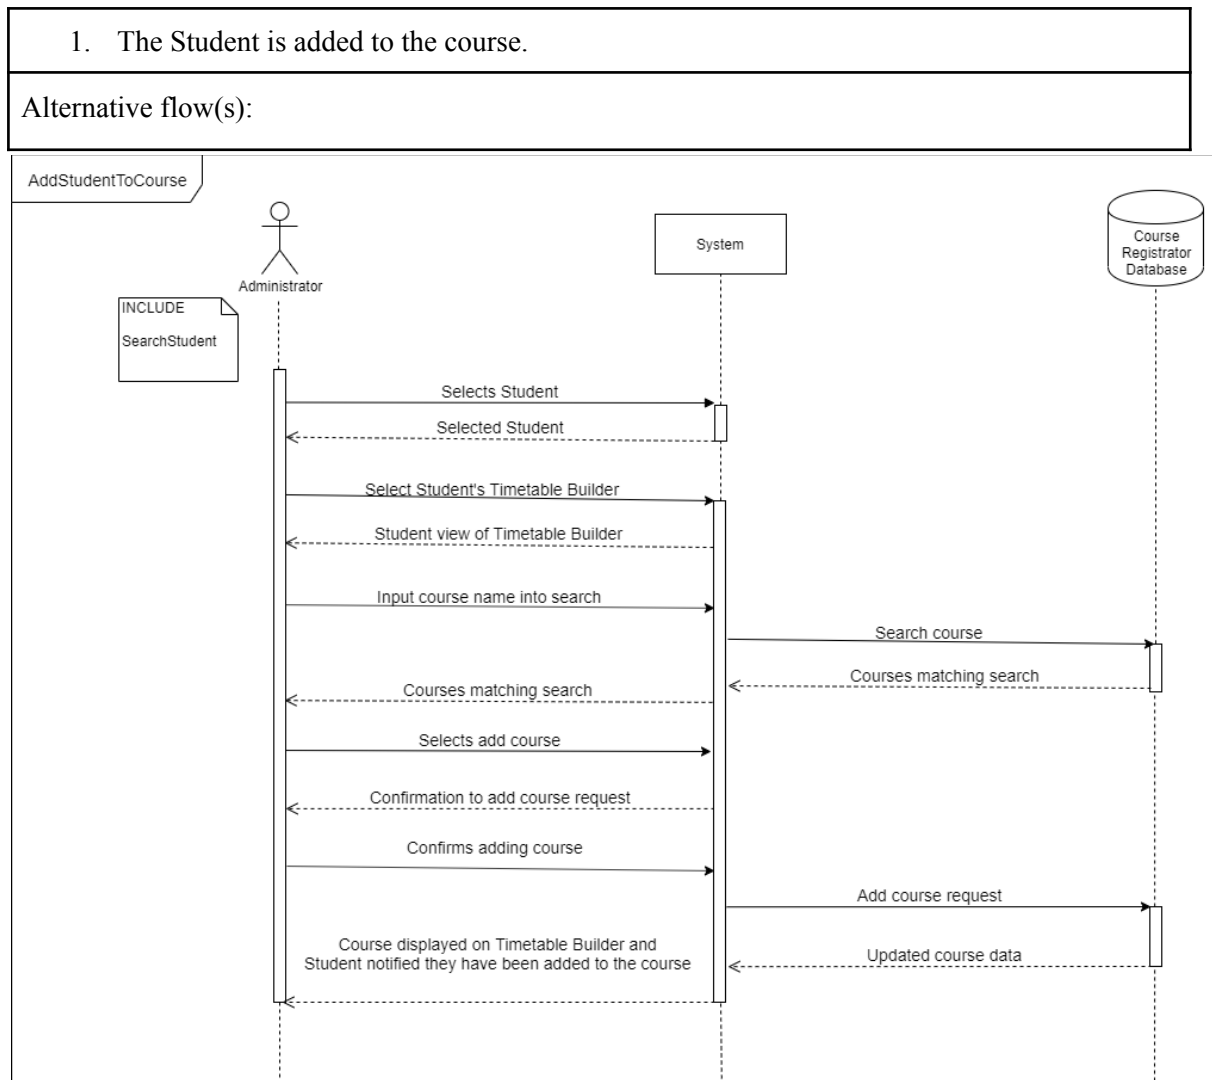 1. The Student is added to the course.
Alternative flow(s):
AddStudentToCourse
System
Course
Registrator
Database
Administrator
INCLUDE
SearchStudent
Selects Student
Selected Student
Select Student's Timetable Builder
Student view of Timetable Builder
Input course name into search
Search course
Courses matching search
Courses matching search
Selects add course
Confirmation to add course request
Confirms adding course
Add course request
Course displayed on Timetable Builder and
Student notified they have been added to the course
Updated course data